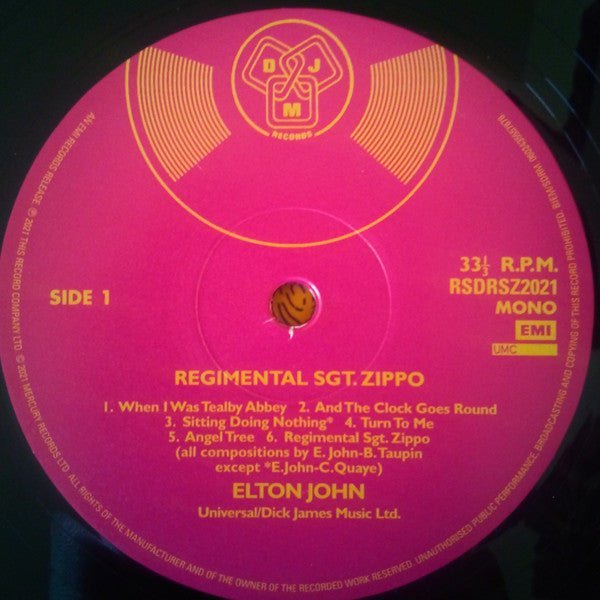 D J
M
RECORDS
SIDE 1
33⅓ R.P.M.
RSDRSZ2021
MONO
EMI
UMC
REGIMENTAL SGT. ZIPPO
1. When I Was Tealby Abbey 2. And The Clock Goes Round
3. Sitting Doing Nothing* 4. Turn To Me
5. Angel Tree 6. Regimental Sgt. Zippo
(all compositions by E. John-B. Taupin
except *E.John-C.Quaye)
ELTON JOHN
Universal/Dick James Music Ltd.
AN EMI RECORDS RELEASE. ℗ 2021 THIS RECORD COMPANY LTD. © 2021 MERCURY RECORDS LTD. ALL RIGHTS OF THE MANUFACTURER AND OF THE OWNER OF THE RECORDED WORK RESERVED. UNAUTHORISED PUBLIC PERFORMANCE, BROADCASTING AND COPYING OF THIS RECORD PROHIBITED. BIEM/SDRM